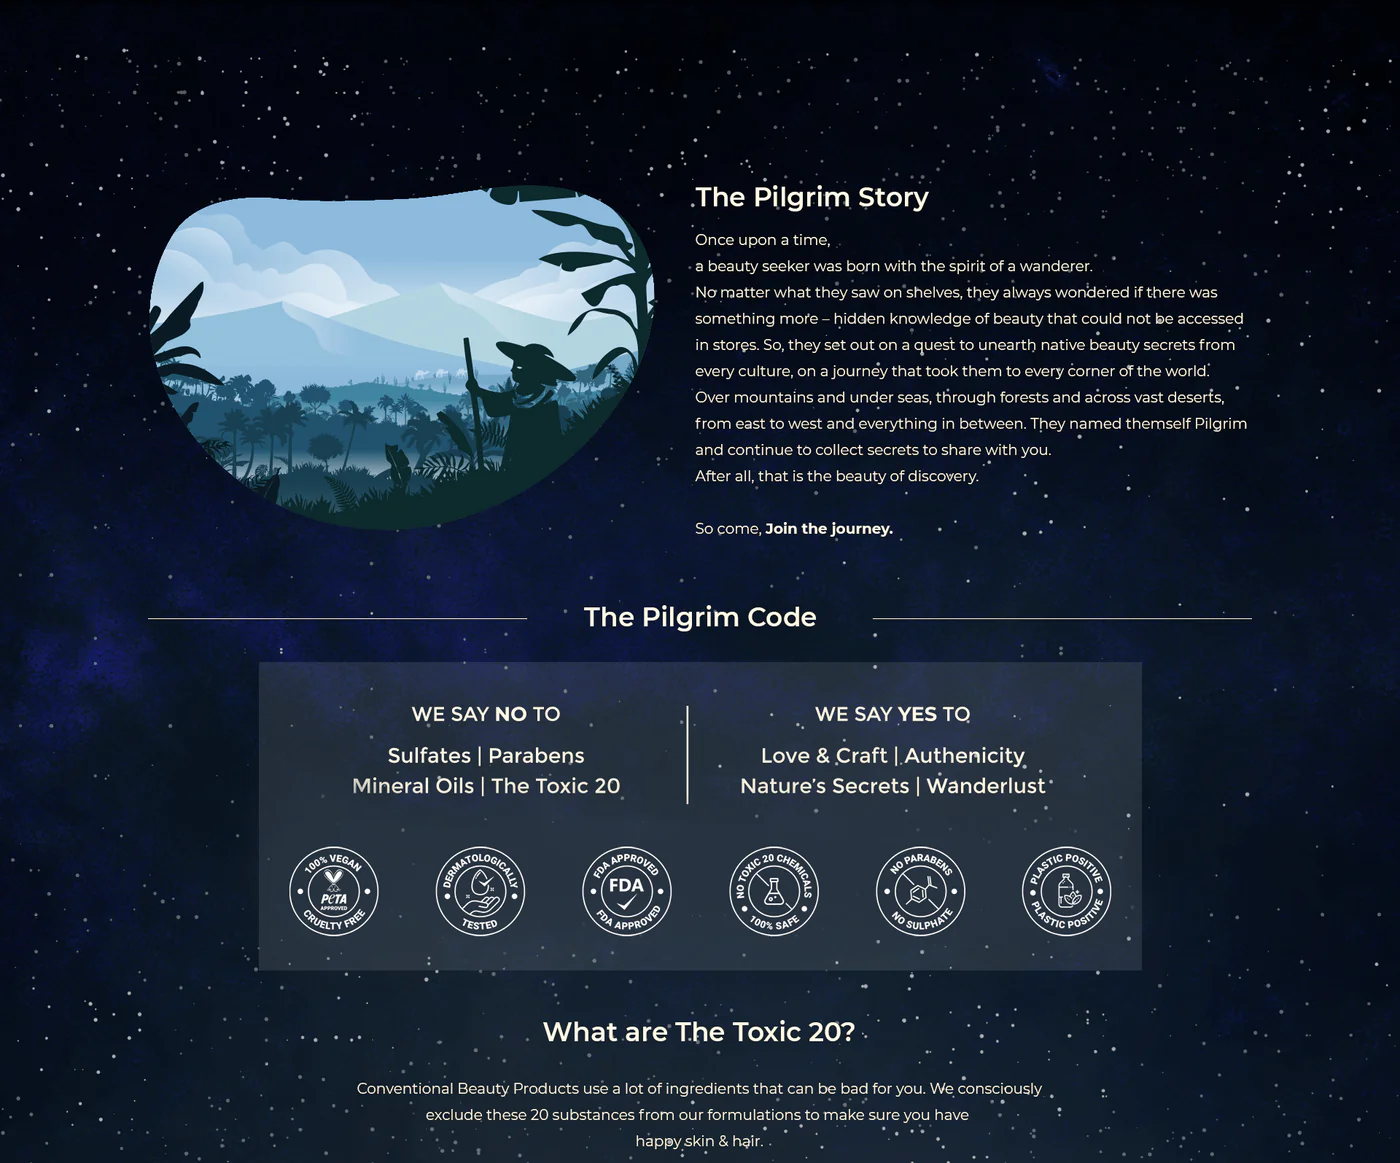 The Pilgrim Story
Once upon a time,
a beauty seeker was born with the spirit of a wanderer.
No matter what they saw on shelves, they always wondered if there was
something more – hidden knowledge of beauty that could not be accessed
in stores. So, they set out on a quest to unearth native beauty secrets from
every culture, on a journey that took them to every corner of the world.
Over mountains and under seas, through forests and across vast deserts,
from east to west and everything in between. They named themself Pilgrim
and continue to collect secrets to share with you.
After all, that is the beauty of discovery.
So come, Join the journey.
The Pilgrim Code
WE SAY NO TO
Sulfates | Parabens
Mineral Oils | The Toxic 20
WE SAY YES TO
Love & Craft | Authenicity
Nature's Secrets | Wanderlust
100% VEGAN
PETA
APPROVED
CRUELTY FREE
DERMATOLOGICALLY
TESTED
FDA APPROVED
FDA
FDA APPROVED
NO TOXIC 20 CHEMICALS
100% SAFE
NO PARABENS
NO SULPHATE
PLASTIC POSITIVE
PLASTIC POSITIVE
What are The Toxic 20?
Conventional Beauty Products use a lot of ingredients that can be bad for you. We consciously
exclude these 20 substances from our formulations to make sure you have
happy skin & hair.